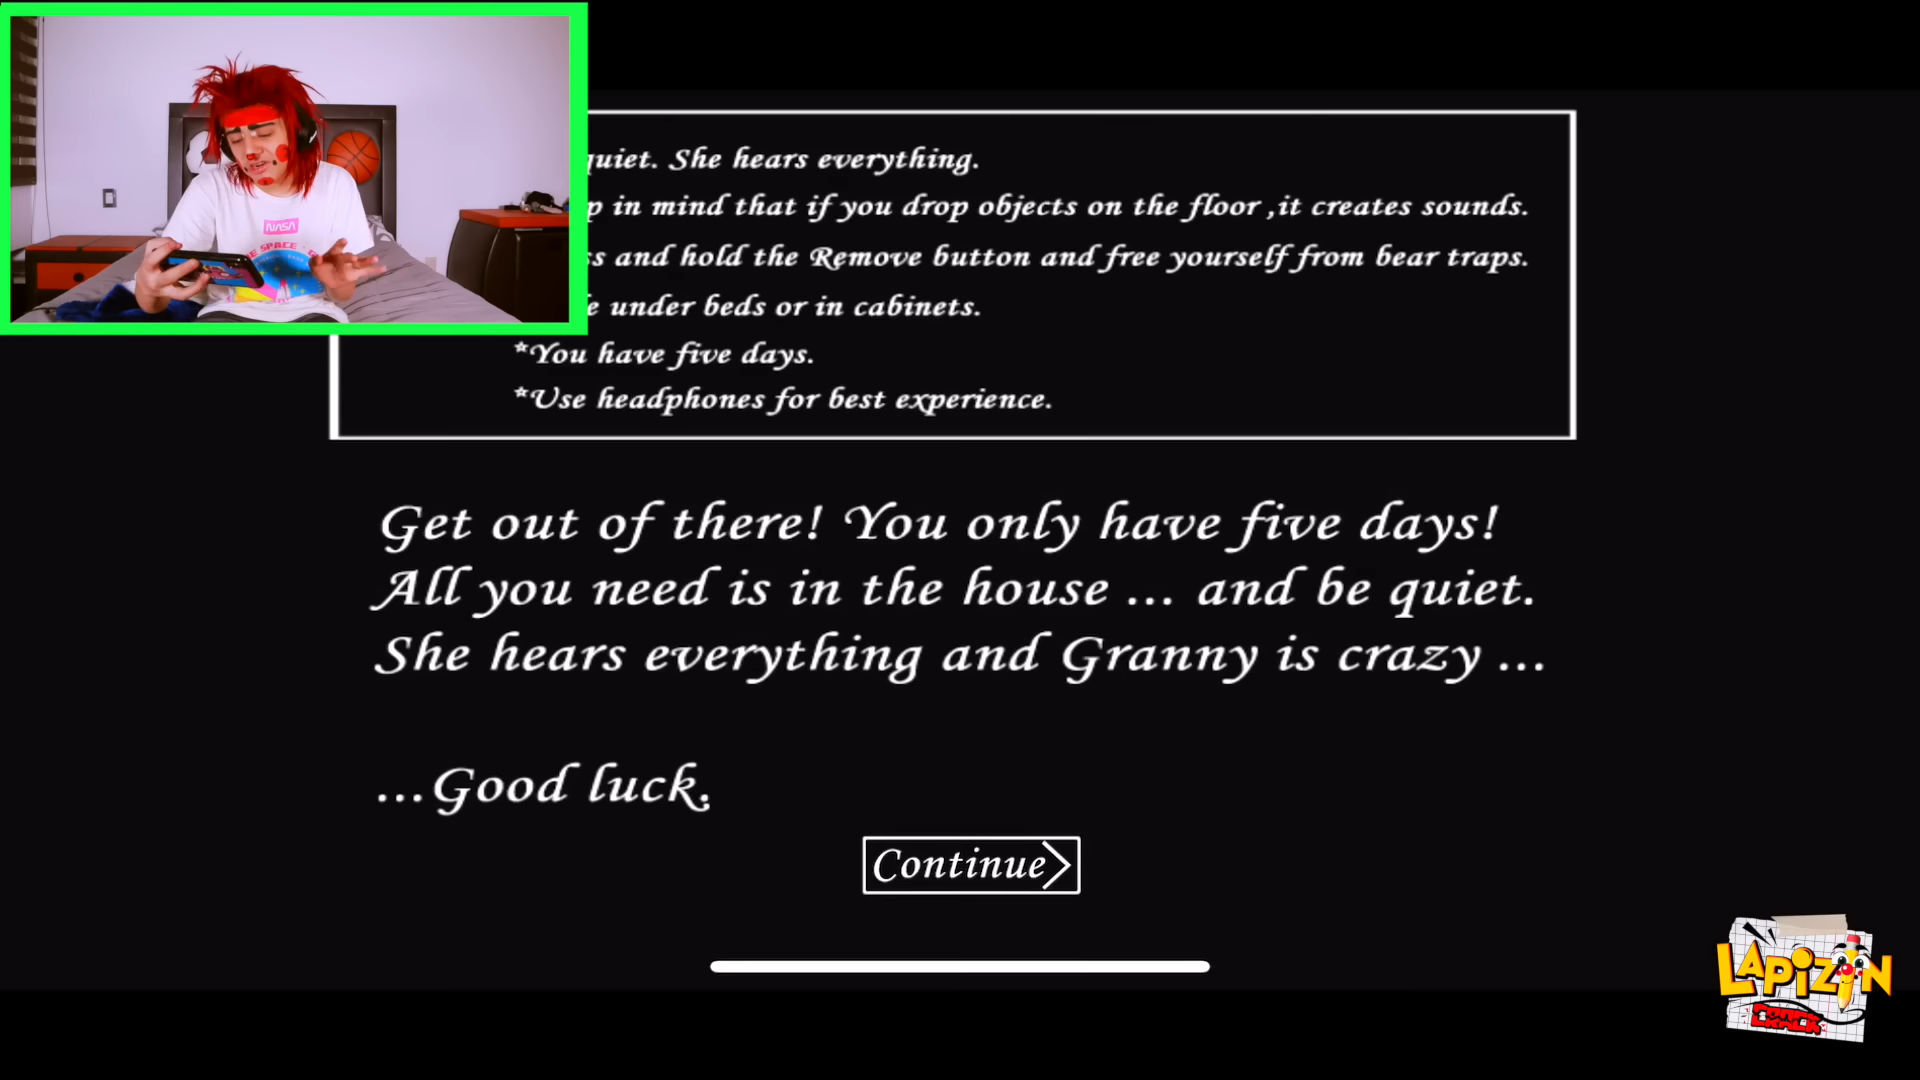 quiet. She hears everything.
in mind that if you drop objects on the floor ,it creates sounds.
and hold the Remove button and free yourself from bear traps.
under beds or in cabinets.
*You have five days.
*Use headphones for best experience.
Get out of there! You only have five days!
All you need is in the house ... and be quiet.
She hears everything and Granny is crazy ...
...Good luck.
Continue
NASA
SPACE
LAPiZiN